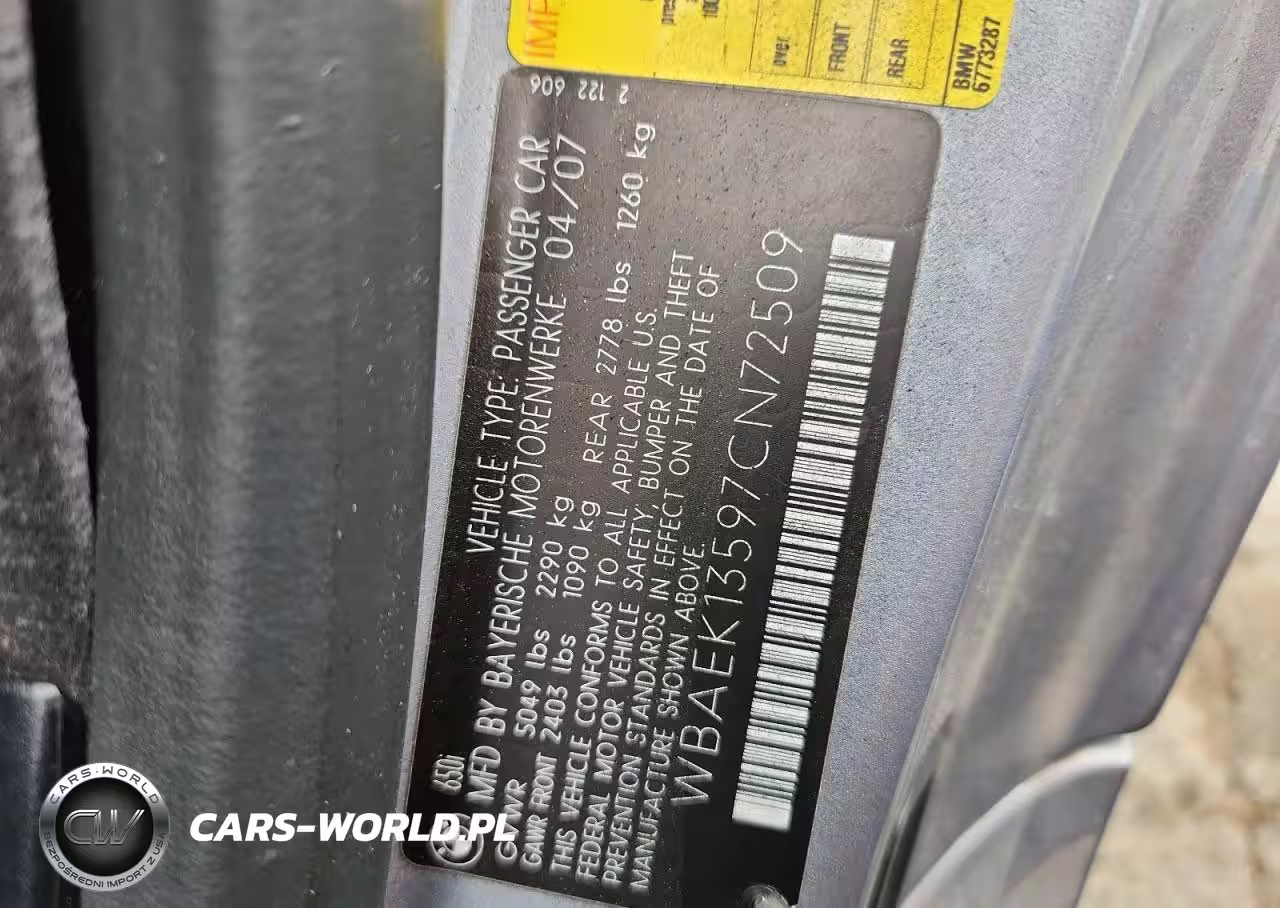 over
FRONT
REAR
BMW
6773287
2 122 606
650i
VEHICLE TYPE: PASSENGER CAR
MFD BY BAYERISCHE MOTORENWERKE 04/07
GVWR 5049 lbs 2290 kg
GAWR FRONT 2403 lbs 1090 kg REAR 2778 lbs 1260 kg
THIS VEHICLE CONFORMS TO ALL APPLICABLE U.S.
FEDERAL MOTOR VEHICLE SAFETY, BUMPER AND THEFT
PREVENTION STANDARDS IN EFFECT ON THE DATE OF
MANUFACTURE SHOWN ABOVE.
WBAEK13597CN72509
CARS-WORLD
CW
BEZPOŚREDNI IMPORT Z USA
CARS-WORLD.PL